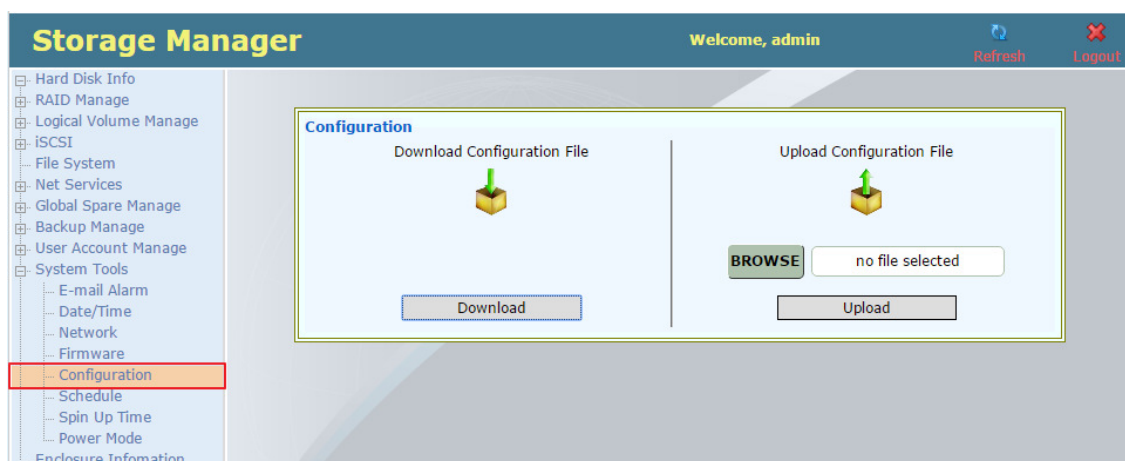 Storage Manager
Welcome, admin
Refresh
Logout
Hard Disk Info
RAID Manage
Logical Volume Manage
iSCSI
File System
Net Services
Global Spare Manage
Backup Manage
User Account Manage
System Tools
E-mail Alarm
Date/Time
Network
Firmware
Configuration
Schedule
Spin Up Time
Power Mode
Enclosure Infomation
Configuration
Download Configuration File
Download
Upload Configuration File
BROWSE no file selected
Upload